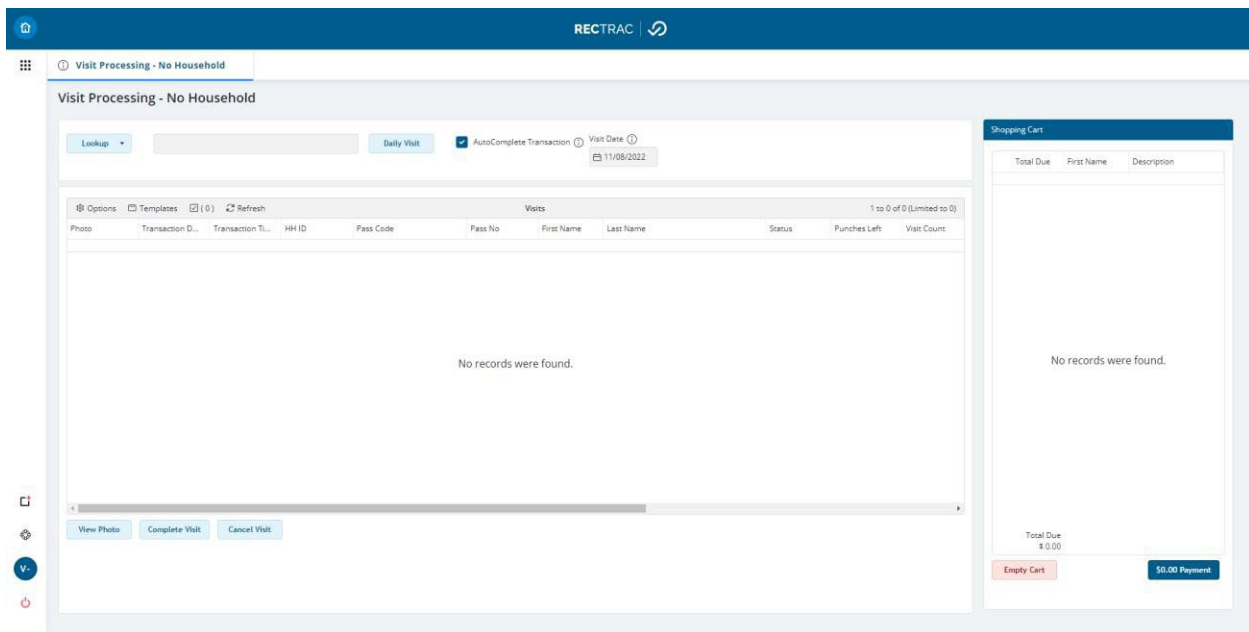 RECTRAC
Visit Processing - No Household
Visit Processing - No Household
Lookup
Daily Visit
AutoComplete Transaction
Visit Date
11/08/2022
Options Templates ( 0 ) Refresh Visits 1 to 0 of 0 (Limited to 0)
Photo Transaction D... Transaction Ti... HH ID Pass Code Pass No First Name Last Name Status Punches Left Visit Count
No records were found.
View Photo Complete Visit Cancel Visit
Shopping Cart
Total Due First Name Description
No records were found.
Total Due
$ 0.00
Empty Cart $0.00 Payment
V-